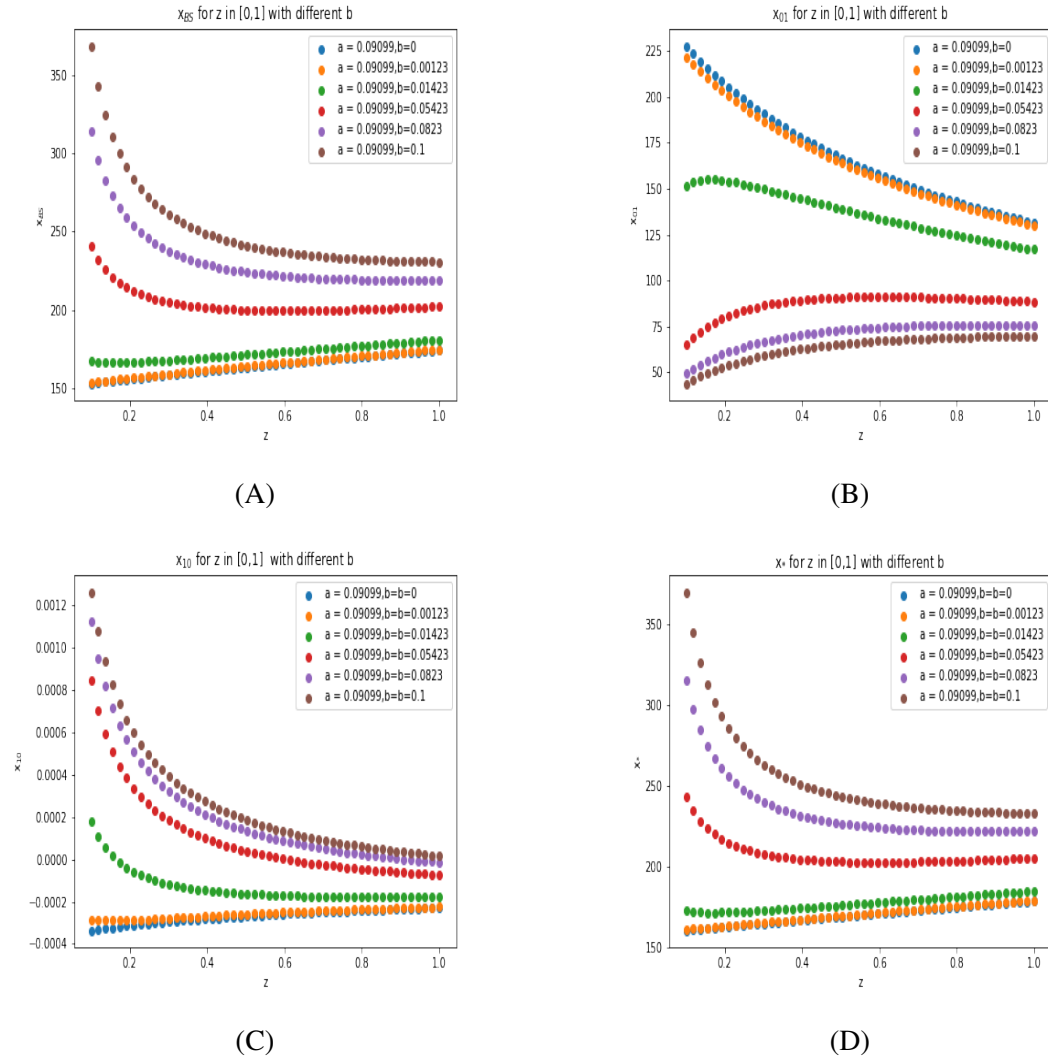 x_BS for z in [0,1] with different b
350
300
250
200
150
x_BS
0.2 0.4 0.6 0.8 1.0
z
a = 0.09099,b=0
a = 0.09099,b=0.00123
a = 0.09099,b=0.01423
a = 0.09099,b=0.05423
a = 0.09099,b=0.0823
a = 0.09099,b=0.1
(A)
x_01 for z in [0,1] with different b
225
200
175
150
125
100
75
50
x_01
0.2 0.4 0.6 0.8 1.0
z
a = 0.09099,b=0
a = 0.09099,b=0.00123
a = 0.09099,b=0.01423
a = 0.09099,b=0.05423
a = 0.09099,b=0.0823
a = 0.09099,b=0.1
(B)
x_10 for z in [0,1] with different b
0.0012
0.0010
0.0008
0.0006
0.0004
0.0002
0.0000
−0.0002
−0.0004
x_10
0.2 0.4 0.6 0.8 1.0
z
a = 0.09099,b=b=0
a = 0.09099,b=b=0.00123
a = 0.09099,b=b=0.01423
a = 0.09099,b=b=0.05423
a = 0.09099,b=b=0.0823
a = 0.09099,b=b=0.1
(C)
x_* for z in [0,1] with different b
350
300
250
200
150
x_*
0.2 0.4 0.6 0.8 1.0
z
a = 0.09099,b=b=0
a = 0.09099,b=b=0.00123
a = 0.09099,b=b=0.01423
a = 0.09099,b=b=0.05423
a = 0.09099,b=b=0.0823
a = 0.09099,b=b=0.1
(D)